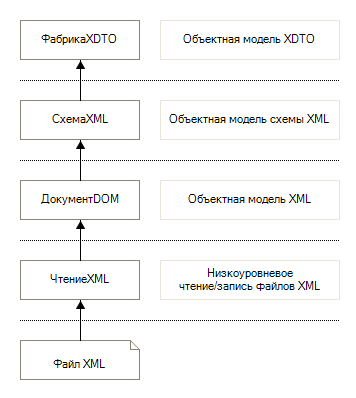 ФабрикаXDTO
Объектная модель XDTO
СхемаXML
Объектная модель схемы XML
ДокументDOM
Объектная модель XML
ЧтениеXML
Низкоуровневое
чтение/запись файлов XML
Файл XML